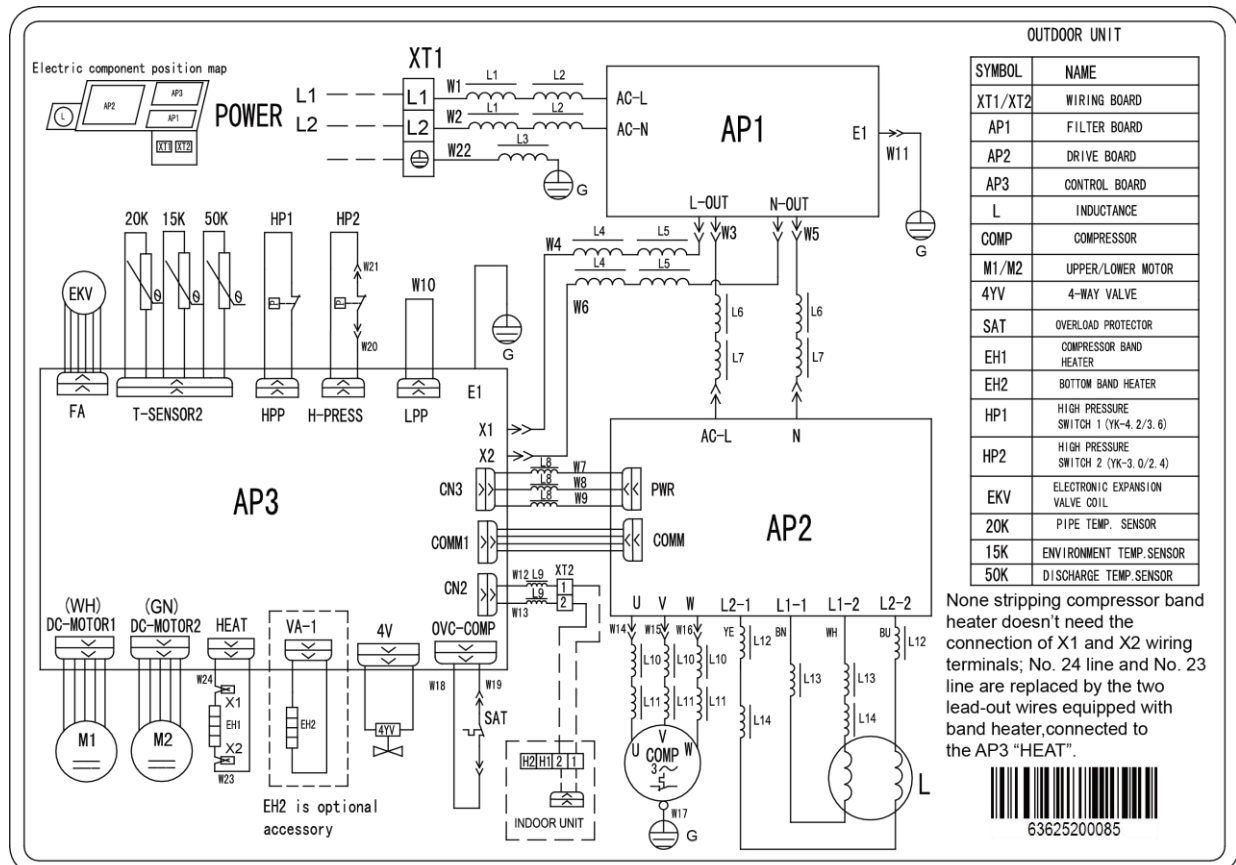 OUTDOOR UNIT
Electric component position map
AP2
AP3
AP1
L
XT1 XT2
POWER
L1
L2
XT1
L1
L2
W1
L1
L2
W2
L1
L2
W22
L3
G
AC-L
AC-N
AP1
E1
W11
G
L-OUT
N-OUT
W3
W5
W4
L4
L5
L4
L5
W6
L6
L7
L6
L7
20K
15K
50K
HP1
HP2
W21
W20
W10
EKV
θ
θ
θ
P
P
G
FA
T-SENSOR2
HPP
H-PRESS
LPP
E1
X1
X2
AP3
CN3
L8
W7
L8
W8
L8
W9
PWR
COMM1
COMM
CN2
W12
L9
L9
W13
XT2
1
2
AC-L
N
AP2
U
V
W
L2-1
L1-1
L1-2
L2-2
W14
W15
W16
YE
BN
WH
BU
L12
L12
L10
L10
L10
L11
L11
L11
L13
L13
L14
L14
U
V
W
COMP
3~
W17
G
L
(WH)
DC-MOTOR1
(GN)
DC-MOTOR2
HEAT
VA-1
4V
OVC-COMP
M1
M2
W24
X1
EH1
X2
W23
EH2
4YV
W18
W19
SAT
EH2 is optional
accessory
H2 H1 2 1
INDOOR UNIT
SYMBOL NAME
XT1/XT2 WIRING BOARD
AP1 FILTER BOARD
AP2 DRIVE BOARD
AP3 CONTROL BOARD
L INDUCTANCE
COMP COMPRESSOR
M1/M2 UPPER/LOWER MOTOR
4YV 4-WAY VALVE
SAT OVERLOAD PROTECTOR
EH1 COMPRESSOR BAND
HEATER
EH2 BOTTOM BAND HEATER
HP1 HIGH PRESSURE
SWITCH 1 (YK-4.2/3.6)
HP2 HIGH PRESSURE
SWITCH 2 (YK-3.0/2.4)
EKV ELECTRONIC EXPANSION
VALVE COIL
20K PIPE TEMP. SENSOR
15K ENVIRONMENT TEMP.SENSOR
50K DISCHARGE TEMP.SENSOR
None stripping compressor band
heater doesn't need the
connection of X1 and X2 wiring
terminals; No. 24 line and No. 23
line are replaced by the two
lead-out wires equipped with
band heater,connected to
the AP3 “HEAT”.
63625200085